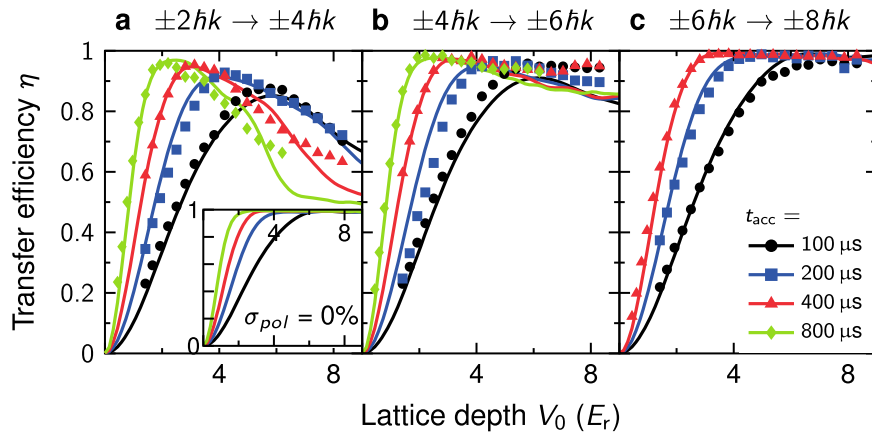 a ±2ħk → ±4ħk b ±4ħk → ±6ħk c ±6ħk → ±8ħk
Transfer efficiency η
1
0.8
0.6
0.4
0.2
0
4 8
4 8
4 8
1
0
4 8
σpol = 0%
tacc =
100 µs
200 µs
400 µs
800 µs
Lattice depth V0 (Er)